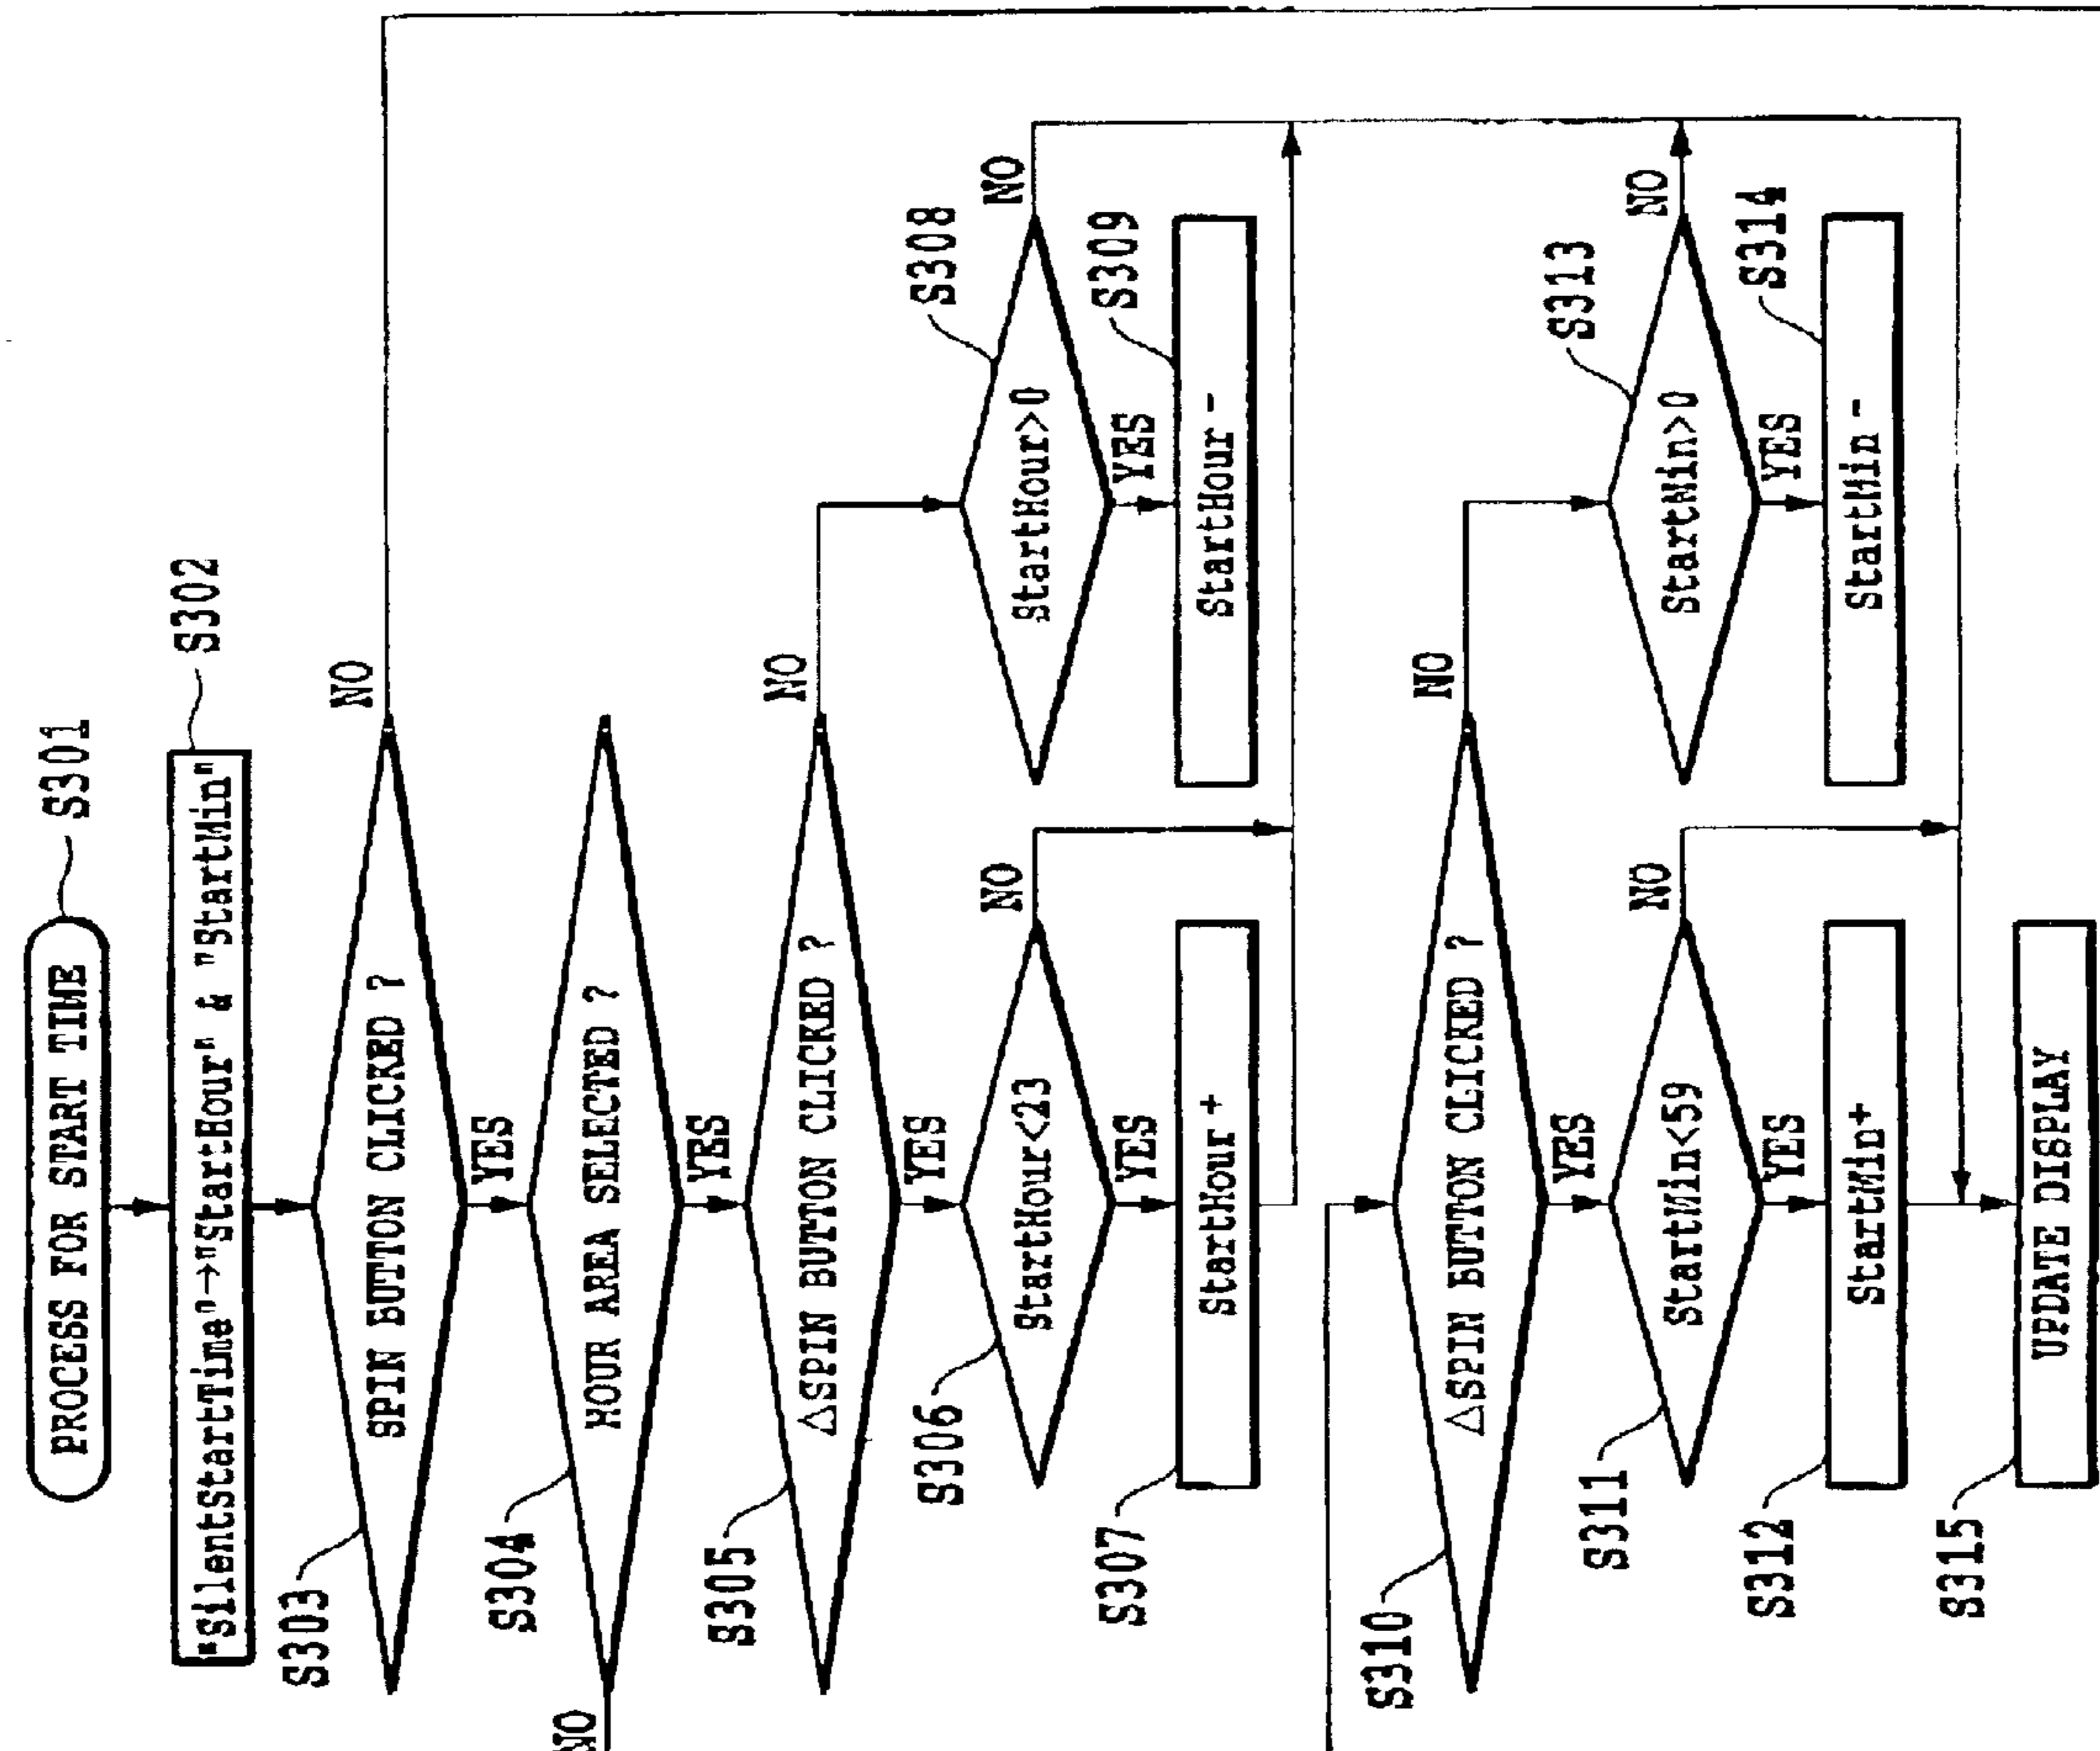 PROCESS FOR START TIME
S301
"SilentstartTime"→"StartHour" & "StartMin"
S302
SPIN BUTTON CLICKED ?
S303
NO
YES
HOUR AREA SELECTED ?
S304
NO
YES
△SPIN BUTTON CLICKED ?
S305
NO
YES
StartHour<23
S306
NO
YES
StartHour>0
S308
NO
YES
StartHour +
S307
StartHour -
S309
△SPIN BUTTON CLICKED ?
S310
NO
YES
StartMin<59
S311
NO
YES
StartMin>0
S313
NO
YES
StartMin+
S312
StartMin -
S314
UPDATE DISPLAY
S315